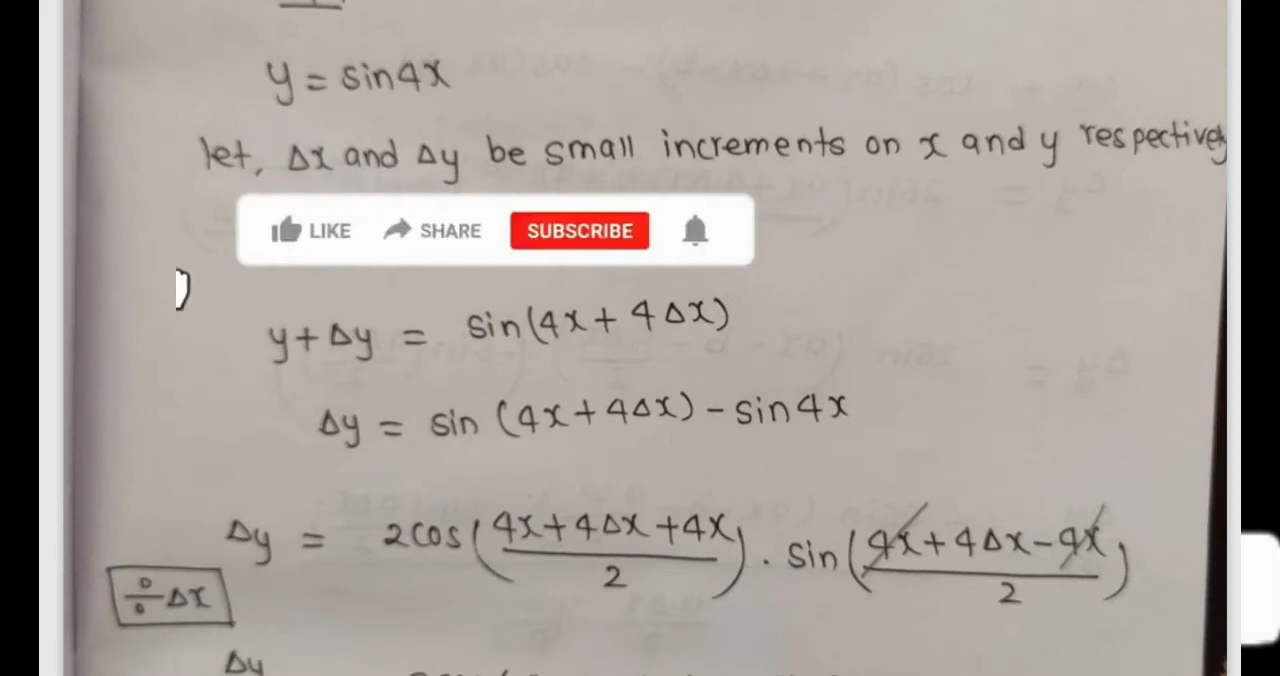 y = sin4x
let, Δx and Δy be small increments on x and y respectively
LIKE SHARE SUBSCRIBE
y+Δy = sin(4x+4Δx)
Δy = sin (4x+4Δx) - sin4x
Δy = 2cos((4x+4Δx+4x)/2) . sin((4x+4Δx-4x)/2)
÷Δx
Δy